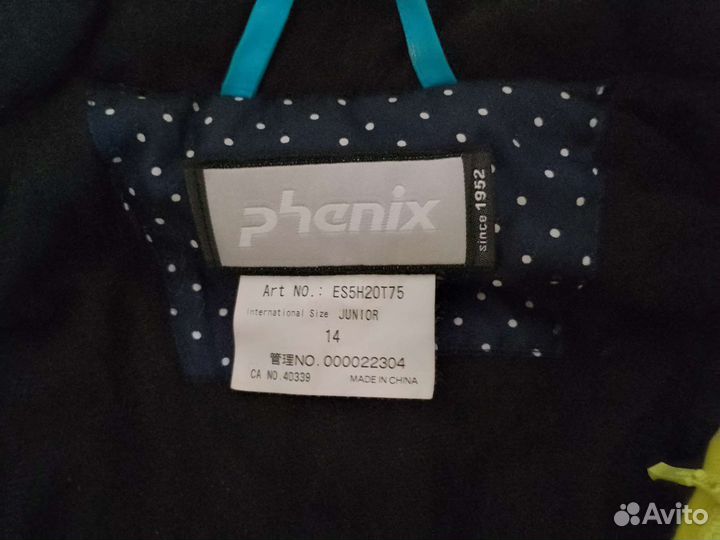 phenix
since 1952
Art NO.: ES5H20T75
International Size JUNIOR
14
管理NO. 000022304
CA NO. 40339 MADE IN CHINA
Avito